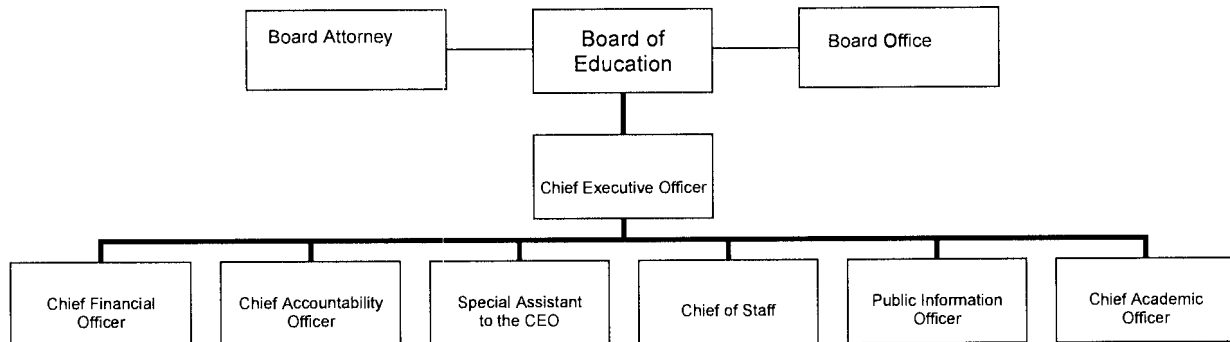 Board Attorney
Board of
Education
Board Office
Chief Executive Officer
Chief Financial
Officer
Chief Accountability
Officer
Special Assistant
to the CEO
Chief of Staff
Public Information
Officer
Chief Academic
Officer